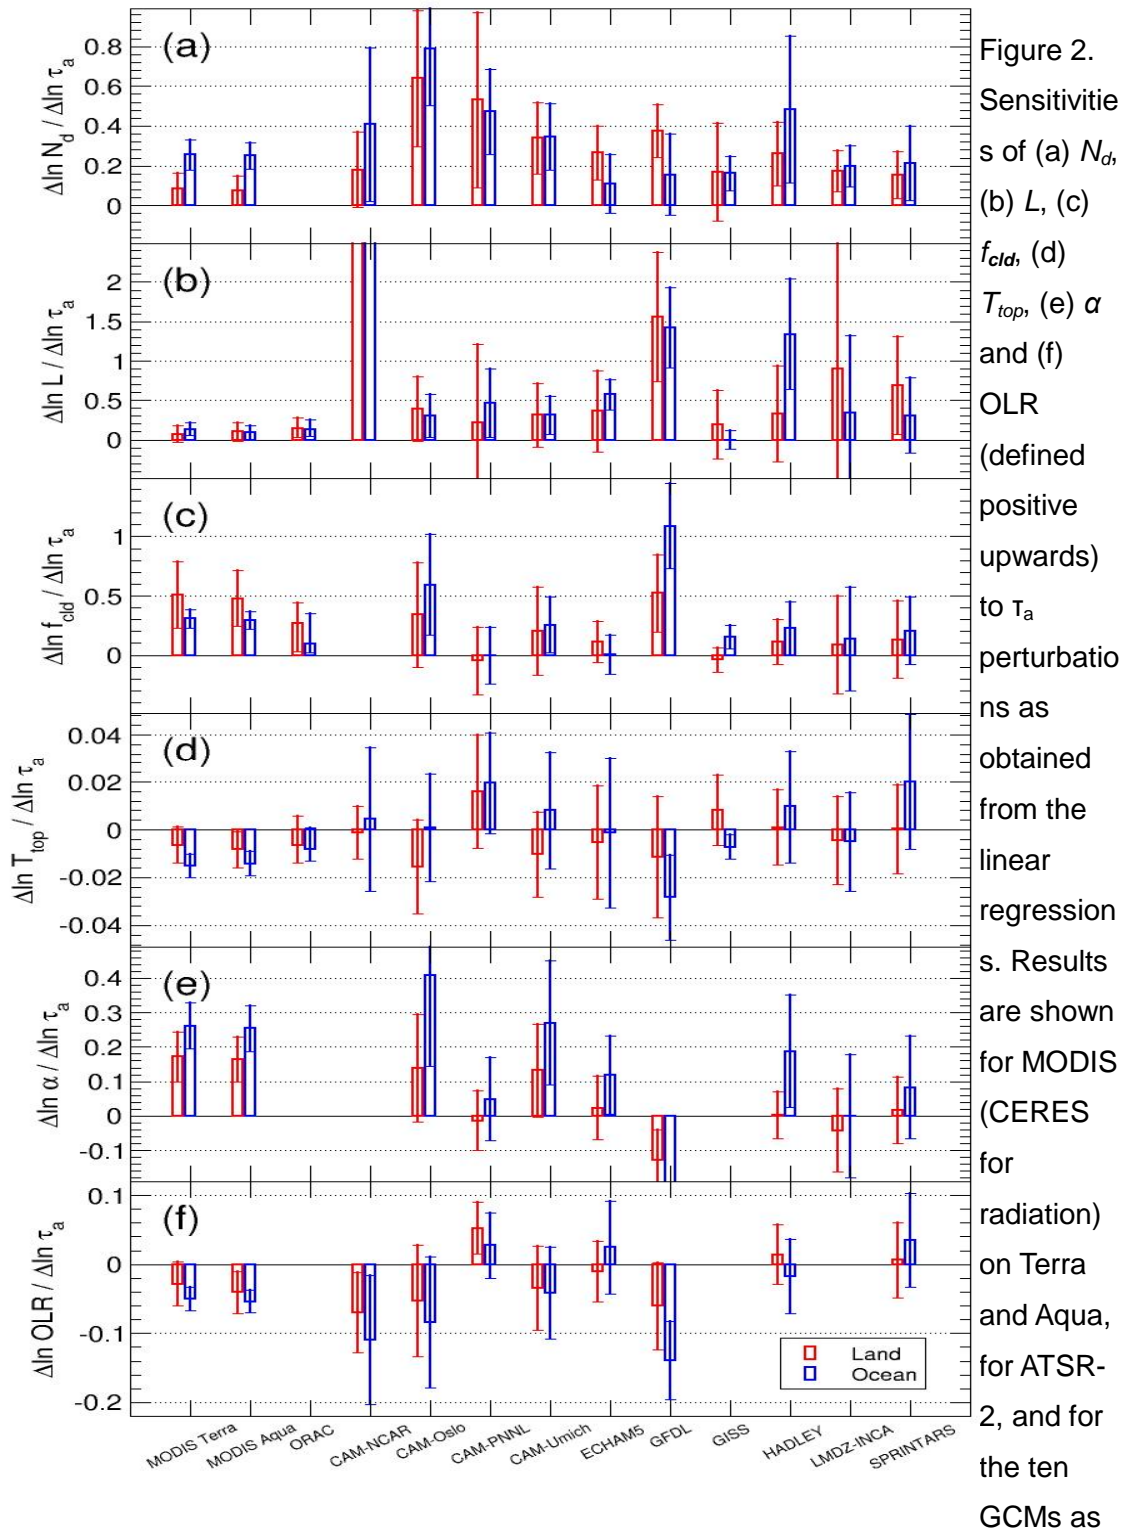 (a)
0.8
0.6
0.4
0.2
0
Δln N_d / Δln τ_a
(b)
2
1.5
1
0.5
0
Δln L / Δln τ_a
(c)
1
0.5
0
Δln f_cld / Δln τ_a
(d)
0.04
0.02
0
-0.02
-0.04
Δln T_top / Δln τ_a
(e)
0.4
0.3
0.2
0.1
0
-0.1
Δln α / Δln τ_a
(f)
0.1
0
-0.1
-0.2
Δln OLR / Δln τ_a
Land
Ocean
MODIS Terra
MODIS Aqua
ORAC
CAM-NCAR
CAM-Oslo
CAM-PNNL
CAM-Umich
ECHAM5
GFDL
GISS
HADLEY
LMDZ-INCA
SPRINTARS
Figure 2.
Sensitivitie
s of (a) N_d,
(b) L, (c)
f_cld, (d)
T_top, (e) α
and (f)
OLR
(defined
positive
upwards)
to τ_a
perturbatio
ns as
obtained
from the
linear
regression
s. Results
are shown
for MODIS
(CERES
for
radiation)
on Terra
and Aqua,
for ATSR-
2, and for
the ten
GCMs as